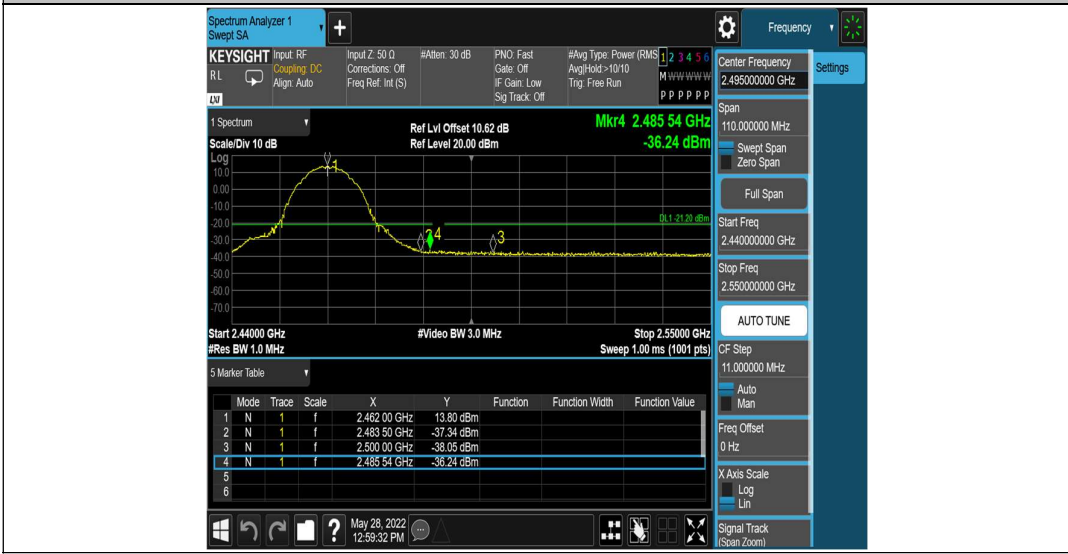 Spectrum Analyzer 1
Swept SA
+
Frequency
KEYSIGHT Input: RF Input Z: 50 Ω #Atten: 30 dB PNO: Fast #Avg Type: Power (RMS 1 2 3 4 5 6
RL Coupling: DC Corrections: Off Gate: Off Avg|Hold:>10/10 M W W W W W
Align: Auto Freq Ref: Int (S) IF Gain: Low Trig: Free Run
LXI Sig Track: Off P P P P P P
1 Spectrum Ref Lvl Offset 10.62 dB Mkr4 2.485 54 GHz
Scale/Div 10 dB Ref Level 20.00 dBm -36.24 dBm
Log
1
10.0
0.00
-10.0
-20.0 DL1 -21.20 dBm
-30.0 4 3
-40.0
-50.0
-60.0
-70.0
Start 2.44000 GHz #Video BW 3.0 MHz Stop 2.55000 GHz
#Res BW 1.0 MHz Sweep 1.00 ms (1001 pts)
5 Marker Table
Mode Trace Scale X Y Function Function Width Function Value
1 N 1 f 2.462 00 GHz 13.80 dBm
2 N 1 f 2.483 50 GHz -37.34 dBm
3 N 1 f 2.500 00 GHz -38.05 dBm
4 N 1 f 2.485 54 GHz -36.24 dBm
5
6
? May 28, 2022
12:59:32 PM
Center Frequency
2.495000000 GHz
Settings
Span
110.000000 MHz
Swept Span
Zero Span
Full Span
Start Freq
2.440000000 GHz
Stop Freq
2.550000000 GHz
AUTO TUNE
CF Step
11.000000 MHz
Auto
Man
Freq Offset
0 Hz
X Axis Scale
Log
Lin
Signal Track
(Span Zoom)